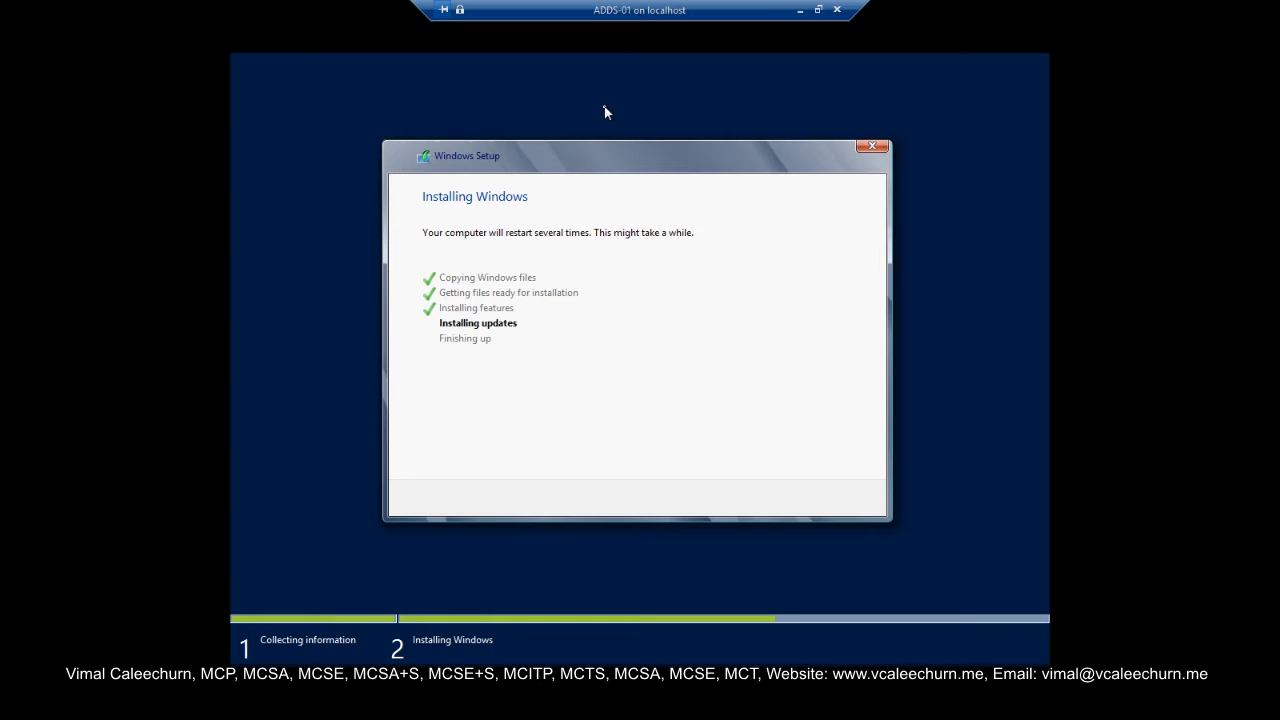 ADDS-01 on localhost
Windows Setup
Installing Windows
Your computer will restart several times. This might take a while.
Copying Windows files
Getting files ready for installation
Installing features
Installing updates
Finishing up
1 Collecting information
2 Installing Windows
Vimal Caleechurn, MCP, MCSA, MCSE, MCSA+S, MCSE+S, MCITP, MCTS, MCSA, MCSE, MCT, Website: www.vcaleechurn.me, Email: vimal@vcaleechurn.me